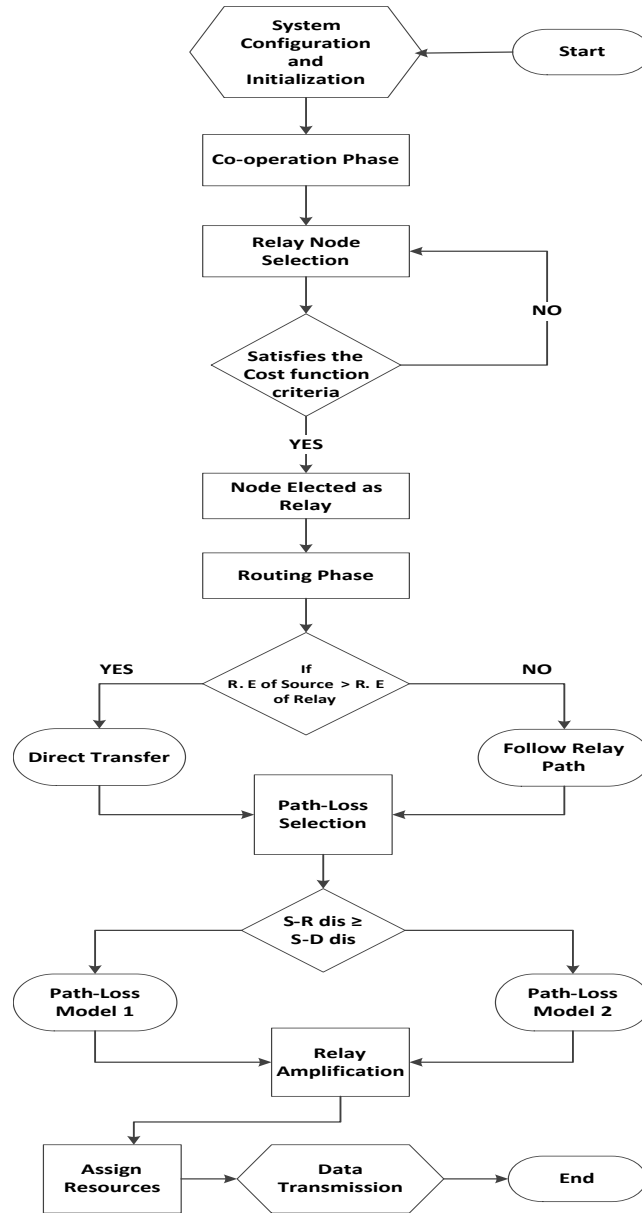 System
Configuration
and
Initialization
Start
Co-operation Phase
Relay Node
Selection
NO
Satisfies the
Cost function
criteria
YES
Node Elected as
Relay
Routing Phase
If
R. E of Source > R. E
of Relay
YES
NO
Direct Transfer
Follow Relay
Path
Path-Loss
Selection
S-R dis ≥
S-D dis
Path-Loss
Model 1
Path-Loss
Model 2
Relay
Amplification
Assign
Resources
Data
Transmission
End